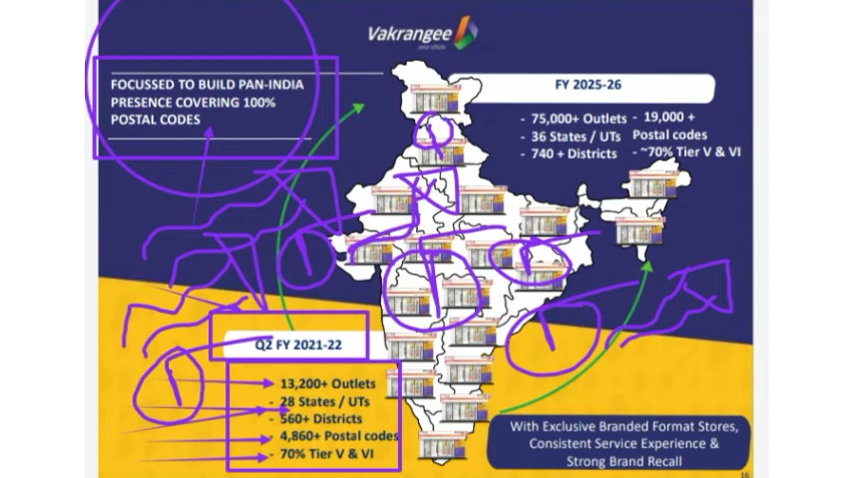 Vakrangee
FOCUSSED TO BUILD PAN-INDIA
PRESENCE COVERING 100%
POSTAL CODES
FY 2025-26
- 75,000+ Outlets
- 36 States / UTs
- 740 + Districts
- 19,000 +
Postal codes
- ~70% Tier V & VI
Q2 FY 2021-22
- 13,200+ Outlets
- 28 States / UTs
- 560+ Districts
- 4,860+ Postal codes
- 70% Tier V & VI
With Exclusive Branded Format Stores,
Consistent Service Experience &
Strong Brand Recall
16